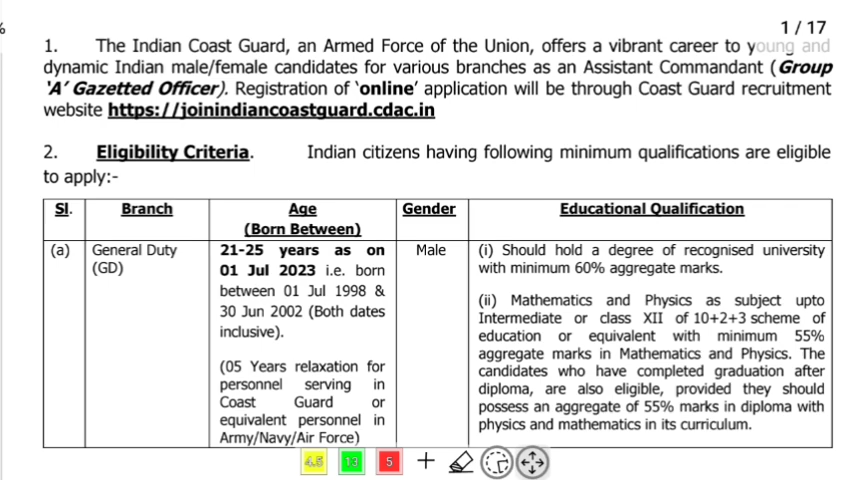 1 / 17
1. The Indian Coast Guard, an Armed Force of the Union, offers a vibrant career to young and
dynamic Indian male/female candidates for various branches as an Assistant Commandant (Group
‘A’ Gazetted Officer). Registration of ‘online’ application will be through Coast Guard recruitment
website https://joinindiancoastguard.cdac.in
2. Eligibility Criteria. Indian citizens having following minimum qualifications are eligible
to apply:-
Sl. Branch Age Gender Educational Qualification
(Born Between)
(a) General Duty
(GD)
21-25 years as on
01 Jul 2023 i.e. born
between 01 Jul 1998 &
30 Jun 2002 (Both dates
inclusive).
(05 Years relaxation for
personnel serving in
Coast Guard or
equivalent personnel in
Army/Navy/Air Force)
Male
(i) Should hold a degree of recognised university
with minimum 60% aggregate marks.
(ii) Mathematics and Physics as subject upto
Intermediate or class XII of 10+2+3 scheme of
education or equivalent with minimum 55%
aggregate marks in Mathematics and Physics. The
candidates who have completed graduation after
diploma, are also eligible, provided they should
possess an aggregate of 55% marks in diploma with
physics and mathematics in its curriculum.
4.5 13 5